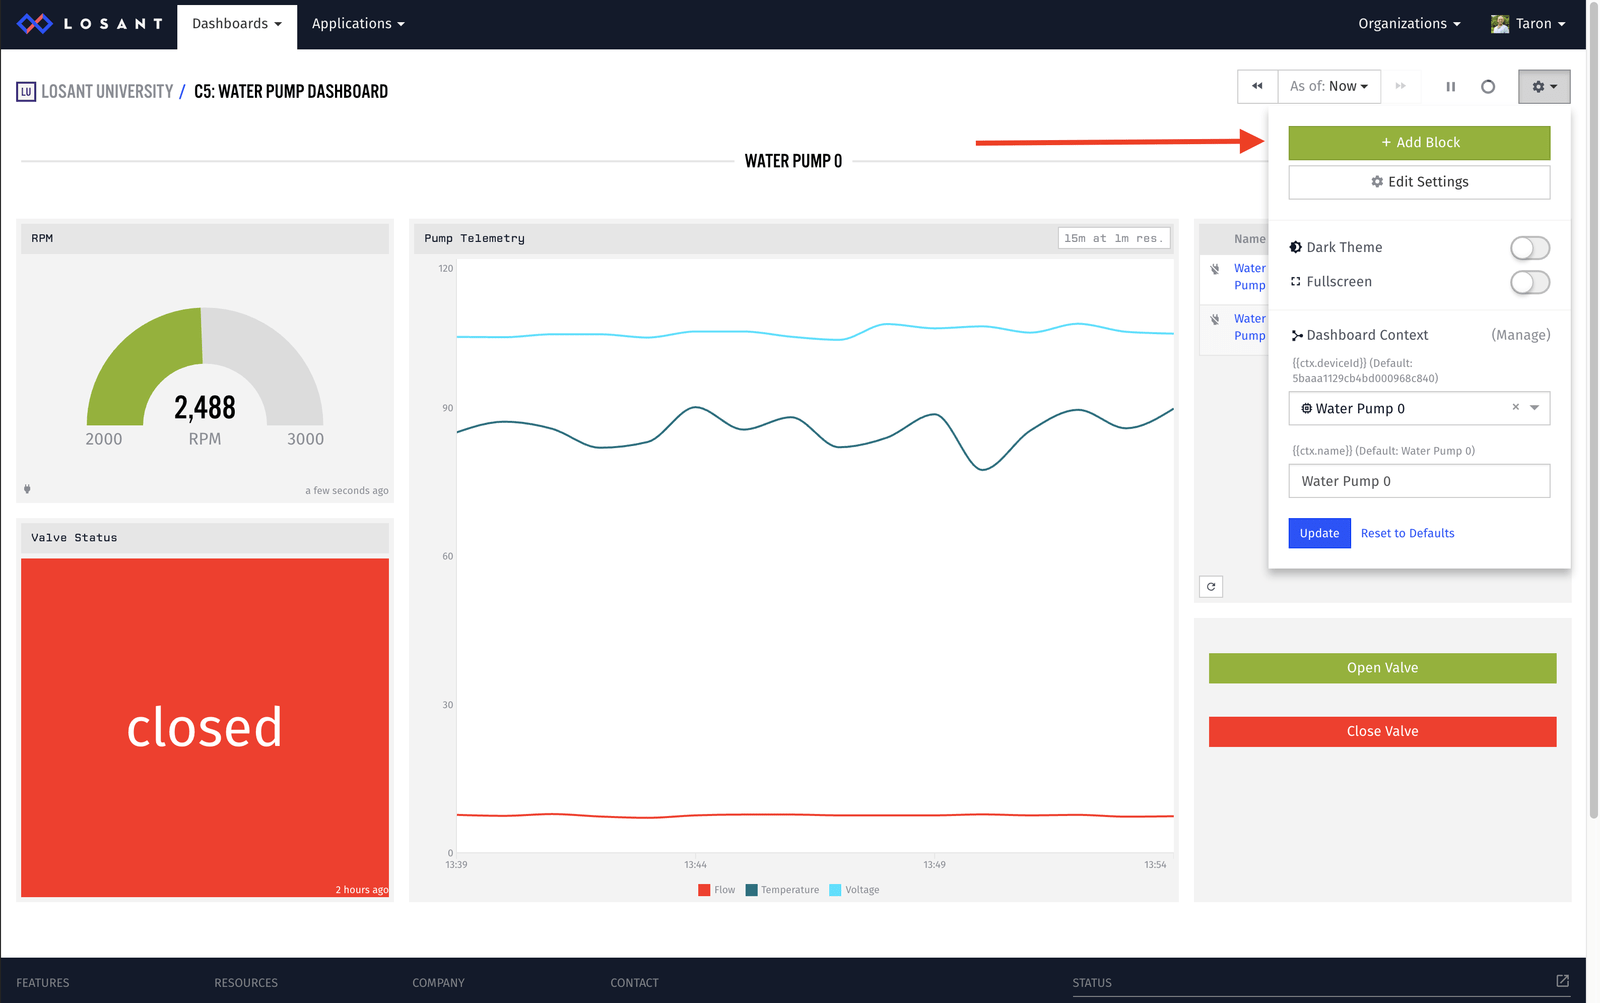 LOSANT
Dashboards
Applications
Organizations
Taron
LU LOSANT UNIVERSITY / C5: WATER PUMP DASHBOARD
As of: Now
+ Add Block
Edit Settings
Dark Theme
Fullscreen
Dashboard Context (Manage)
{{ctx.deviceId}} (Default:
5baaa1129cb4bd000968c840)
Water Pump 0 ×
{{ctx.name}} (Default: Water Pump 0)
Water Pump 0
Update Reset to Defaults
WATER PUMP 0
RPM
2,488
2000 RPM 3000
a few seconds ago
Valve Status
closed
2 hours ago
Pump Telemetry 15m at 1m res.
120
90
60
30
0
13:39 13:44 13:49 13:54
Flow Temperature Voltage
Name
Water
Pump
Water
Pump
Open Valve
Close Valve
FEATURES RESOURCES COMPANY CONTACT STATUS